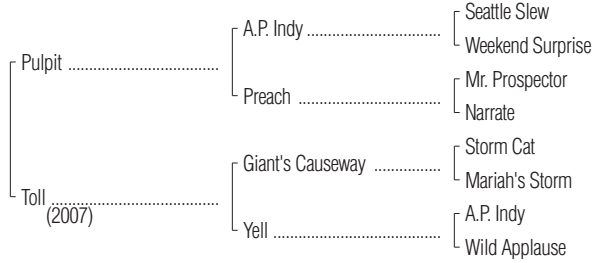 Seattle Slew
A.P. Indy ..............................
Weekend Surprise
Pulpit ..................................
Mr. Prospector
Preach ................................
Narrate
Storm Cat
Giant's Causeway ...............
Mariah's Storm
Toll ......................................
(2007)
A.P. Indy
Yell ......................................
Wild Applause